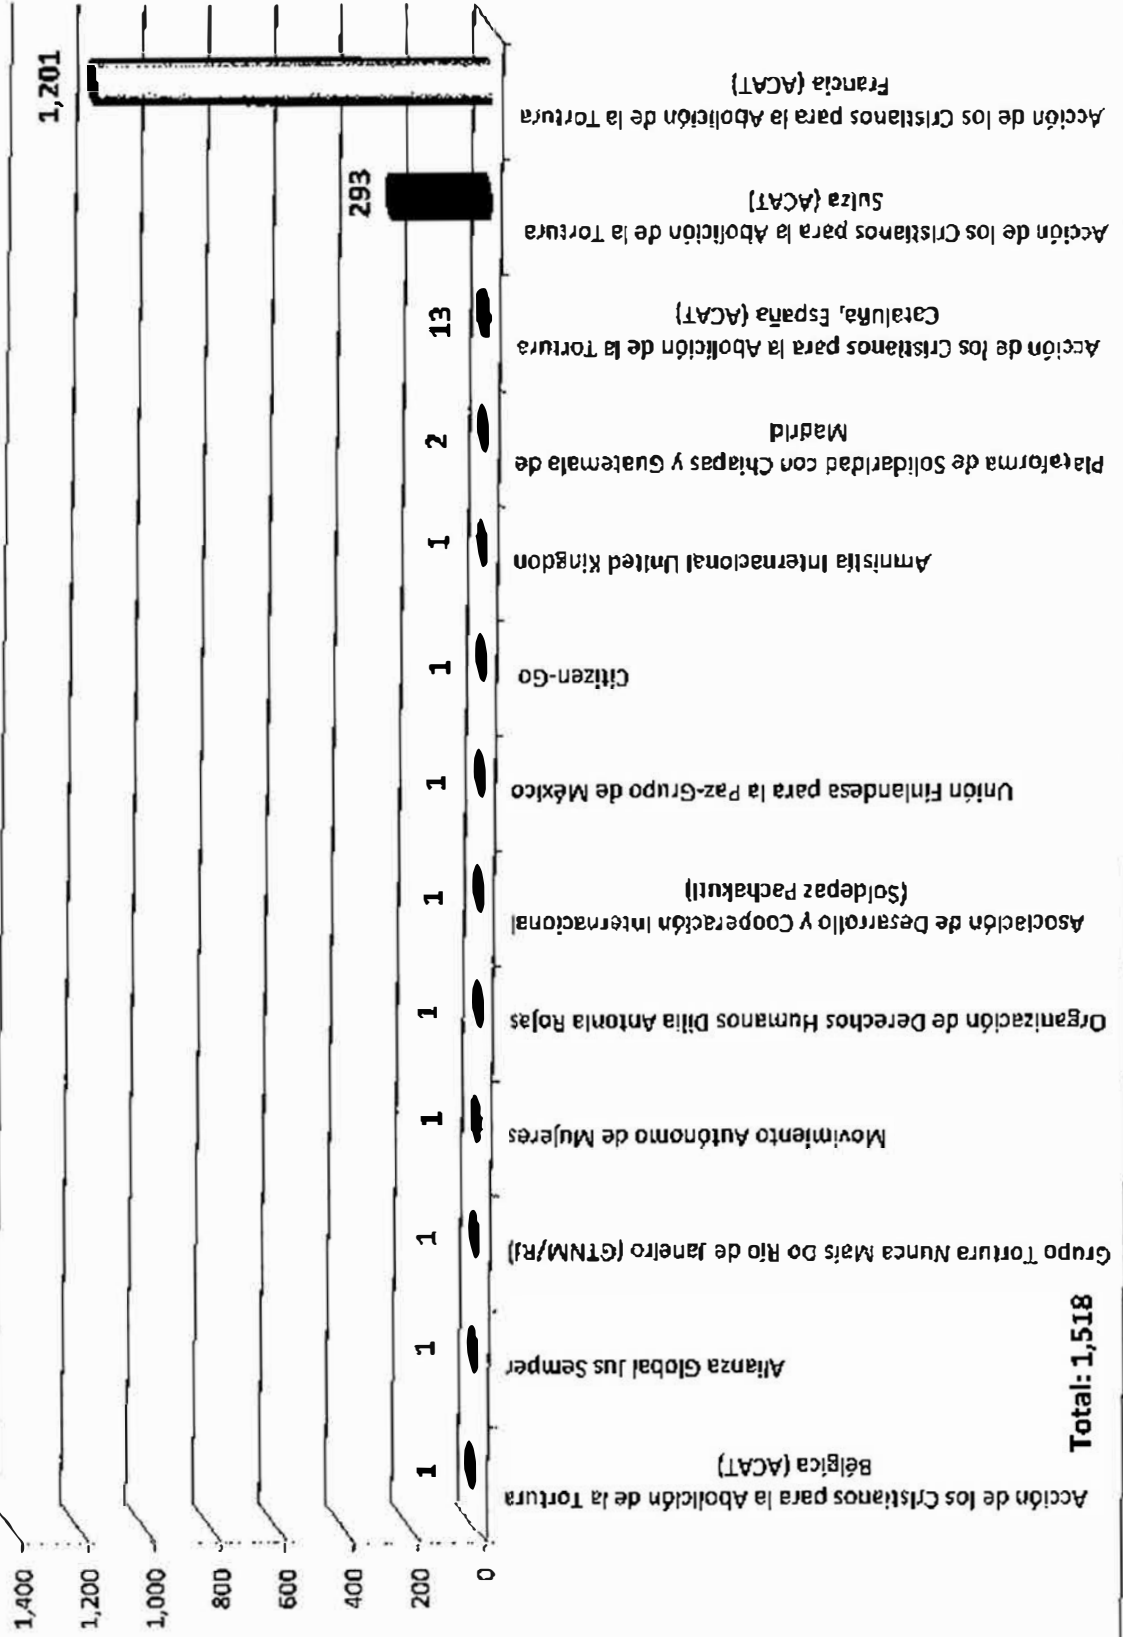 1,400
1,200
1,000
800
600
400
200
0
1
1
1
1
1
1
1
1
1
2
13
293
1,201
Acción de los Cristianos para la Abolición de la Tortura
Bélgica (ACAT)
Alianza Global Jus Semper
Grupo Tortura Nunca Mais Do Rio de Janeiro (GTNM/RJ)
Movimiento Autónomo de Mujeres
Organización de Derechos Humanos Dilia Antonia Rojas
Asociación de Desarrollo y Cooperación Internacional
(Soldepaz Pachakuti)
Unión Finlandesa para la Paz-Grupo de México
Citizen-Go
Amnistía Internacional United Kingdon
Plataforma de Solidaridad con Chiapas y Guatemala de
Madrid
Acción de los Cristianos para la Abolición de la Tortura
Cataluña, España (ACAT)
Acción de los Cristianos para la Abolición de la Tortura
Suiza (ACAT)
Acción de los Cristianos para la Abolición de la Tortura
Francia (ACAT)
Total: 1,518